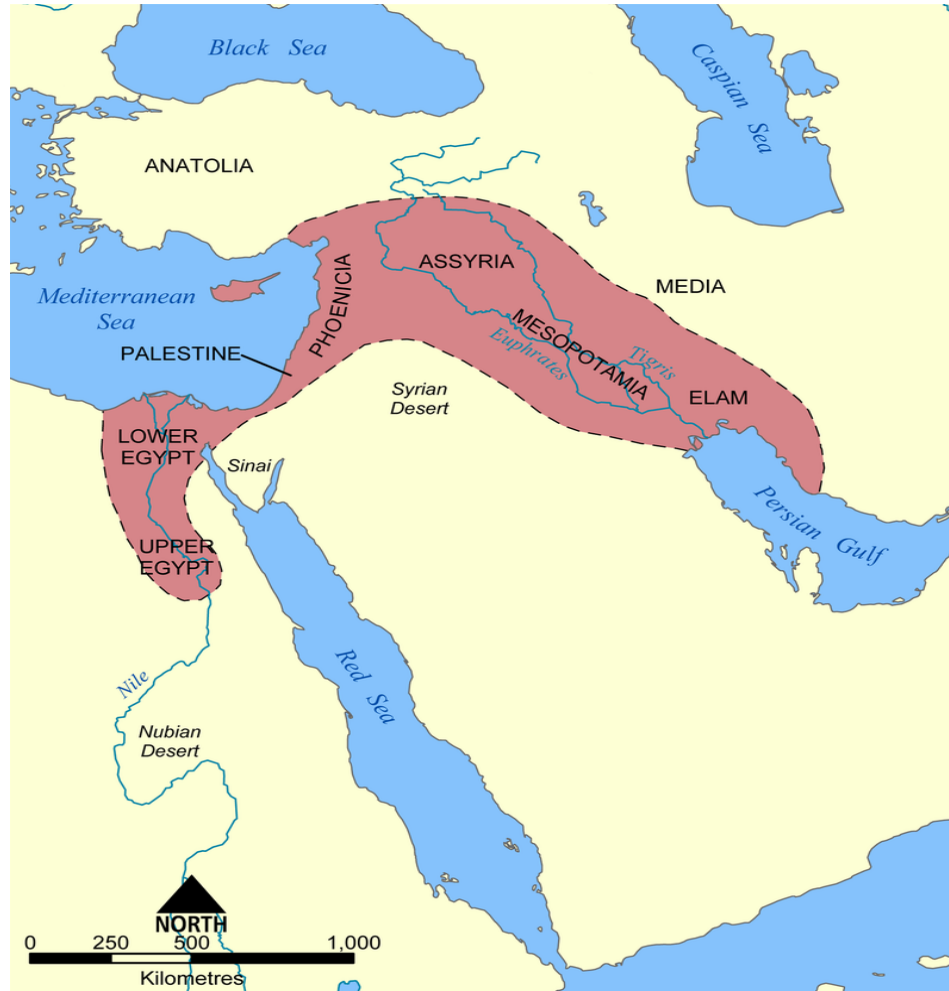 Black Sea
Caspian Sea
ANATOLIA
ASSYRIA
MEDIA
PHOENICIA
Mediterranean
Sea
MESOPOTAMIA
Euphrates
Tigris
PALESTINE
Syrian
Desert
ELAM
LOWER
EGYPT
Sinai
Persian Gulf
UPPER
EGYPT
Red Sea
Nile
Nubian
Desert
NORTH
0 250 500 1,000
Kilometres